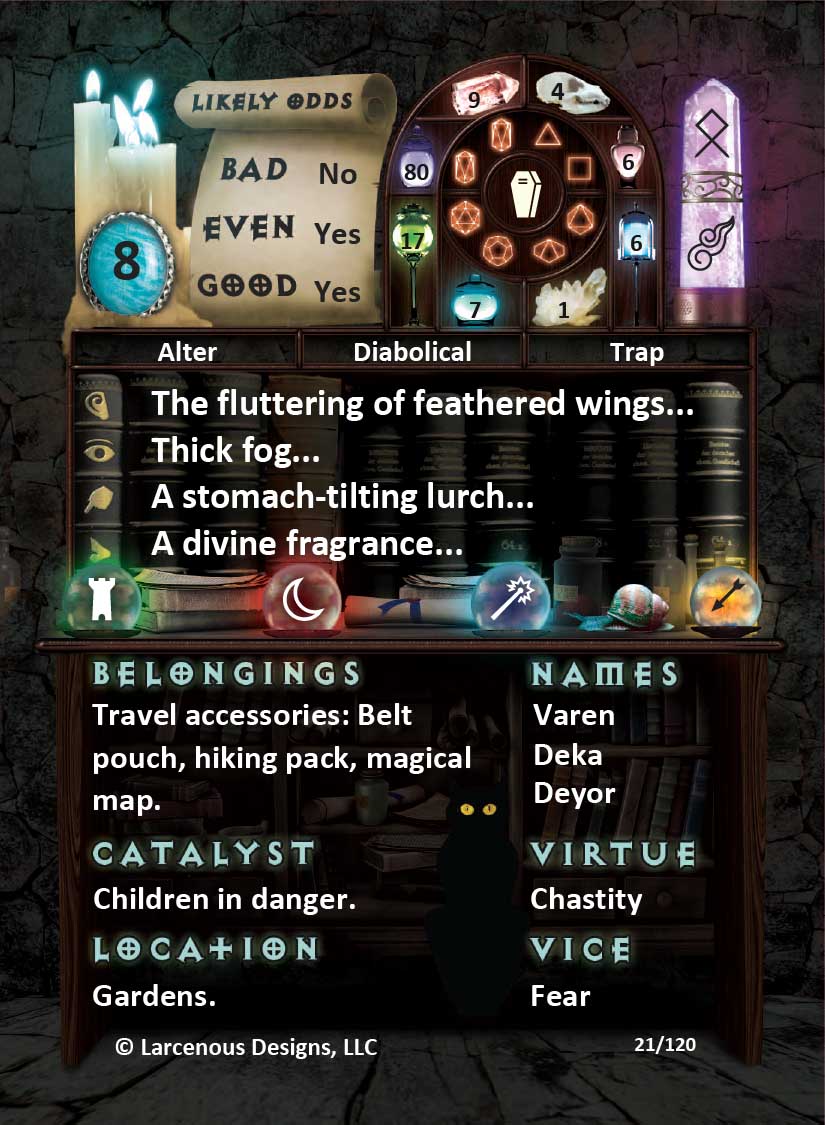 LIKELY ODDS
BAD No
EVEN Yes
GOOD Yes
8
9
4
80
6
17
6
7
1
=
Alter Diabolical Trap
The fluttering of feathered wings...
Thick fog...
A stomach-tilting lurch...
A divine fragrance...
BELONGINGS
Travel accessories: Belt
pouch, hiking pack, magical
map.
NAMES
Varen
Deka
Deyor
CATALYST
Children in danger.
VIRTUE
Chastity
LOCATION
Gardens.
VICE
Fear
© Larcenous Designs, LLC
21/120